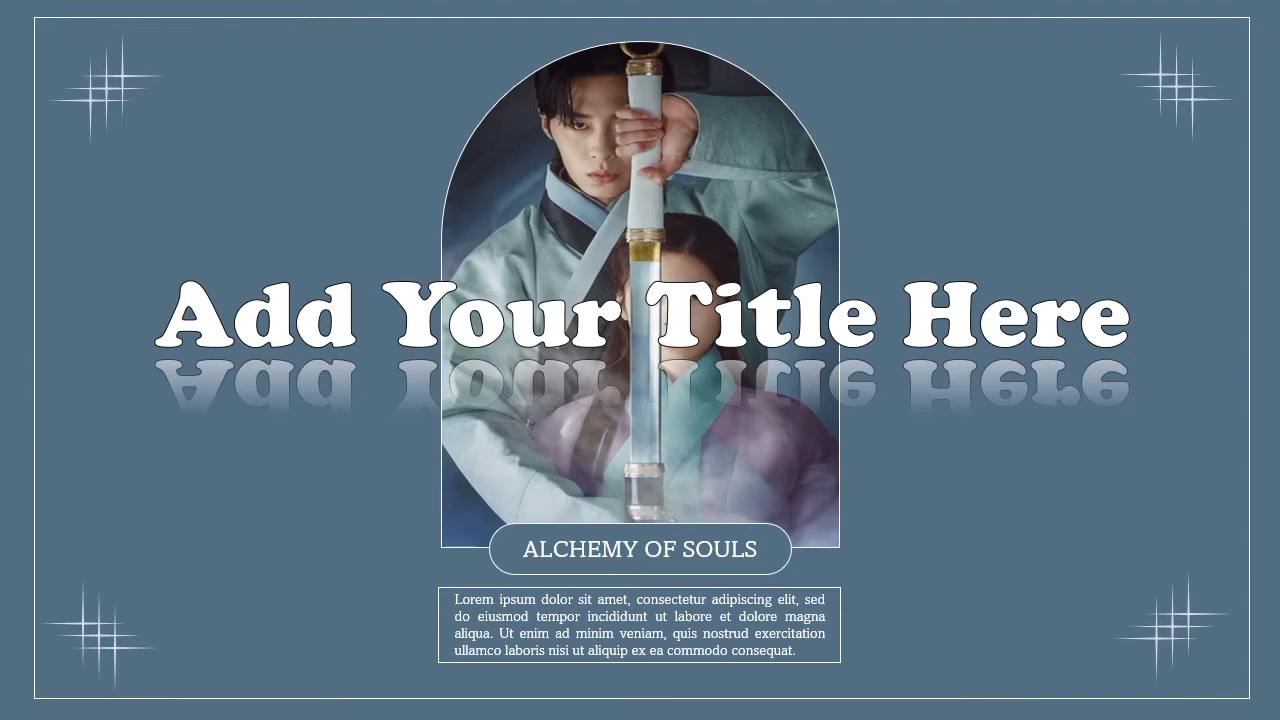 Add Your Title Here
ALCHEMY OF SOULS
Lorem ipsum dolor sit amet, consectetur adipiscing elit, sed
do eiusmod tempor incididunt ut labore et dolore magna
aliqua. Ut enim ad minim veniam, quis nostrud exercitation
ullamco laboris nisi ut aliquip ex ea commodo consequat.